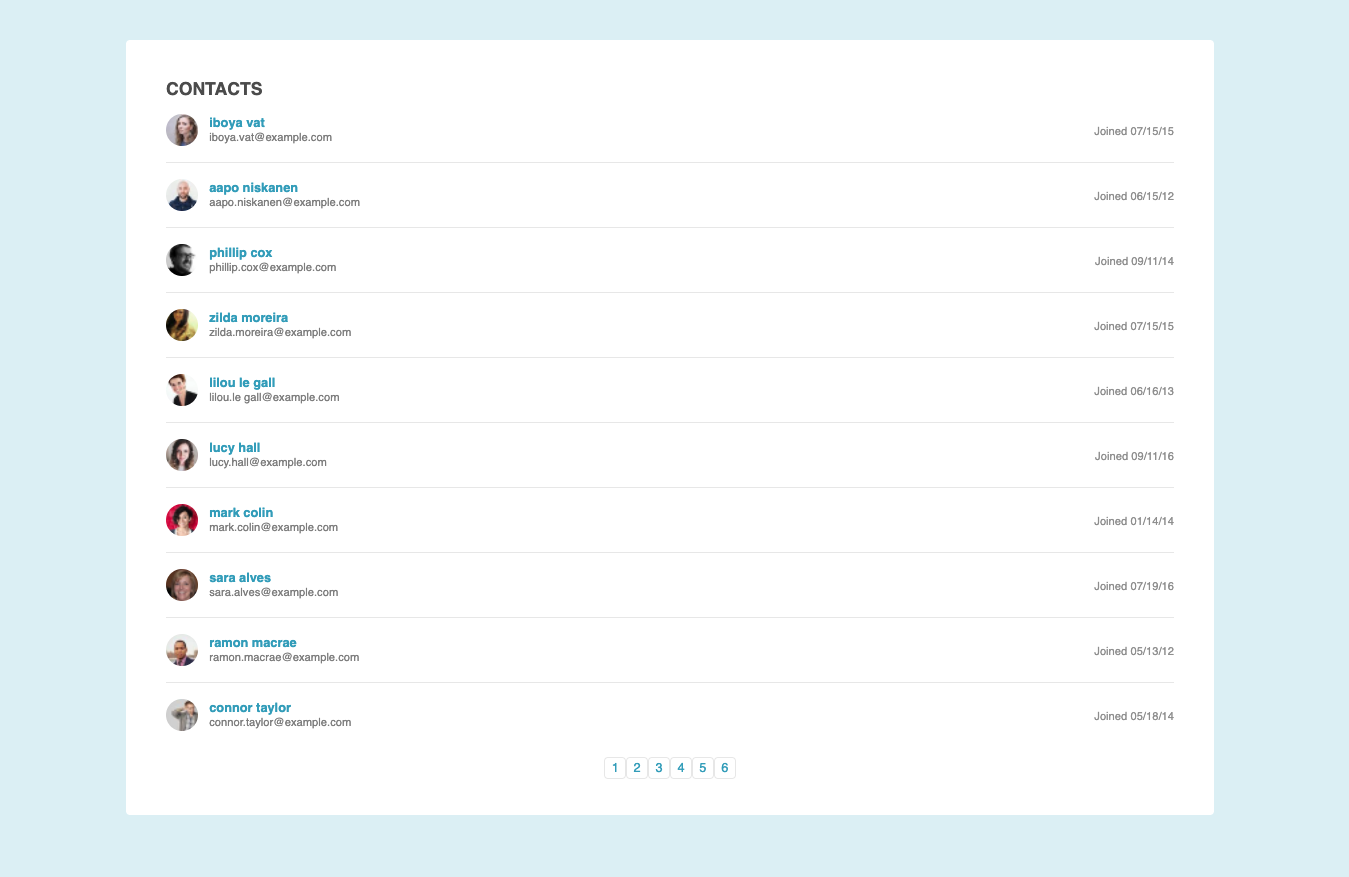 CONTACTS
iboya vat
iboya.vat@example.com
Joined 07/15/15
aapo niskanen
aapo.niskanen@example.com
Joined 06/15/12
phillip cox
phillip.cox@example.com
Joined 09/11/14
zilda moreira
zilda.moreira@example.com
Joined 07/15/15
lilou le gall
lilou.le gall@example.com
Joined 06/16/13
lucy hall
lucy.hall@example.com
Joined 09/11/16
mark colin
mark.colin@example.com
Joined 01/14/14
sara alves
sara.alves@example.com
Joined 07/19/16
ramon macrae
ramon.macrae@example.com
Joined 05/13/12
connor taylor
connor.taylor@example.com
Joined 05/18/14
1 2 3 4 5 6